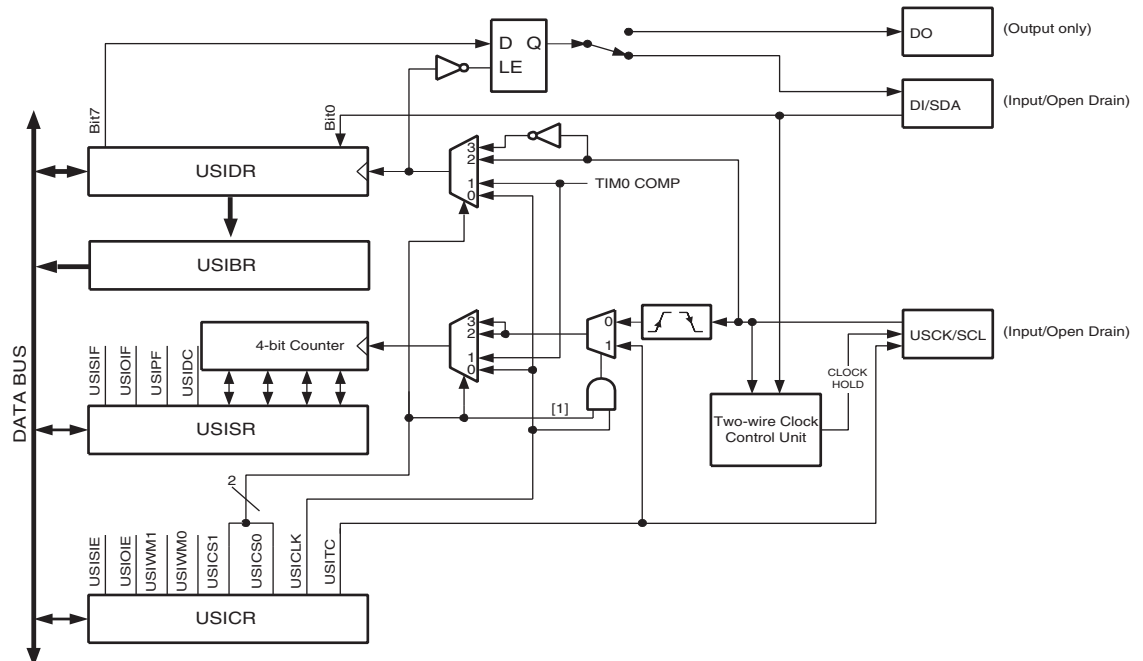 DO
(Output only)
D Q
LE
DI/SDA
(Input/Open Drain)
Bit7
Bit0
3
2
1
0
TIM0 COMP
USIDR
USIBR
DATA BUS
4-bit Counter
3
2
1
0
0
1
USCK/SCL
(Input/Open Drain)
CLOCK
HOLD
USISIF
USIOIF
USIPF
USIDC
[1]
Two-wire Clock
Control Unit
USISR
2
USISIE
USIOIE
USIWM1
USIWM0
USICS1
USICS0
USICLK
USITC
USICR